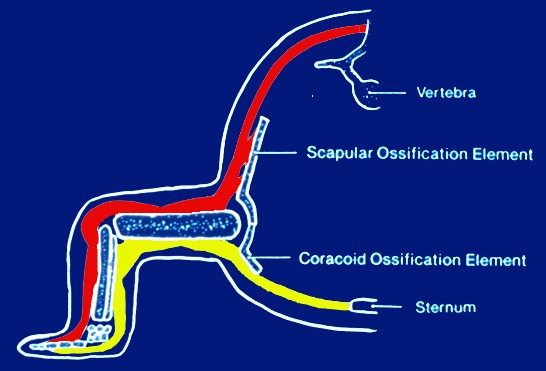 Vertebra
Scapular Ossification Element
Coracoid Ossification Element
Sternum